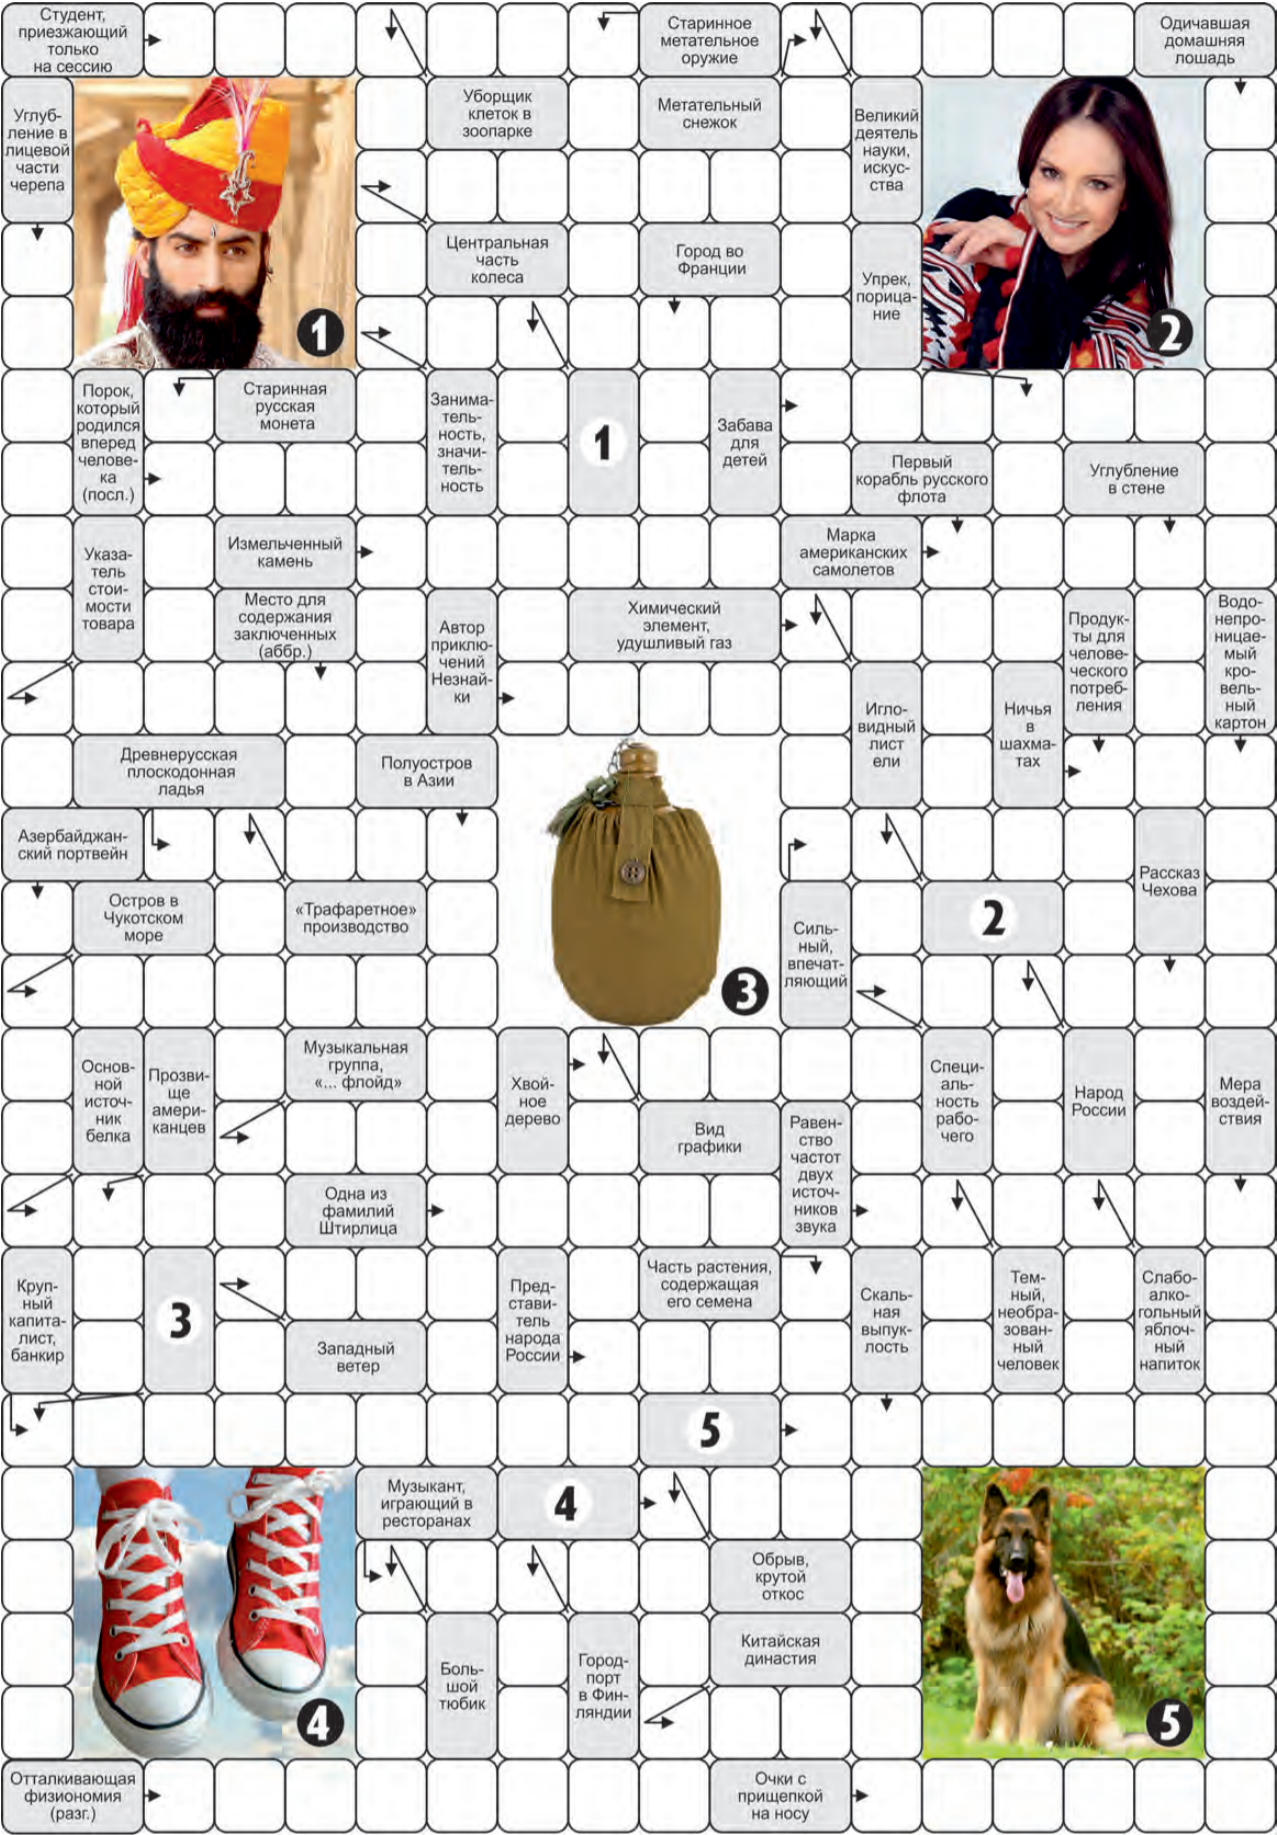 Студент,
приезжающий
только
на сессию
Старинное
метательное
оружие
Одичавшая
домашняя
лошадь
Углуб-
ление в
лицевой
части
черепа
Уборщик
клеток в
зоопарке
Метательный
снежок
Великий
деятель
науки,
искус-
ства
Центральная
часть
колеса
Город во
Франции
Упрек,
порица-
ние
1
2
Порок,
который
родился
вперед
челове-
ка
(посл.)
Старинная
русская
монета
Занима-
тель-
ность,
значи-
тель-
ность
1
Забава
для
детей
Первый
корабль русского
флота
Углубление
в стене
Указа-
тель
стои-
мости
товара
Измельченный
камень
Марка
американских
самолетов
Место для
содержания
заключенных
(аббр.)
Автор
приклю-
чений
Незнай-
ки
Химический
элемент,
удушливый газ
Продук-
ты для
челове-
ческого
потреб-
ления
Водо-
непро-
ницае-
мый
кро-
вель-
ный
картон
Игло-
видный
лист
ели
Ничья
в
шахма-
тах
Древнерусская
плоскодонная
ладья
Полуостров
в Азии
Азербайджан-
ский портвейн
Рассказ
Чехова
Остров в
Чукотском
море
«Трафаретное»
производство
3
Силь-
ный,
впечат-
ляющий
2
Основ-
ной
источ-
ник
белка
Прозви-
ще
амери-
канцев
Музыкальная
группа,
«... флойд»
Хвой-
ное
дерево
Специ-
аль-
ность
рабо-
чего
Народ
России
Мера
воздей-
ствия
Вид
графики
Равен-
ство
частот
двух
источ-
ников
звука
Одна из
фамилий
Штирлица
Круп-
ный
капита-
лист,
банкир
3
Пред-
стави-
тель
народа
России
Часть растения,
содержащая
его семена
Скаль-
ная
выпук-
лость
Тем-
ный,
необра-
зован-
ный
человек
Слабо-
алко-
гольный
яблоч-
ный
напиток
Западный
ветер
5
Музыкант,
играющий в
ресторанах
4
Обрыв,
крутой
откос
Боль-
шой
тюбик
Город-
порт
в Фин-
ляндии
Китайская
династия
4
5
Отталкивающая
физиономия
(разг.)
Очки с
прищепкой
на носу